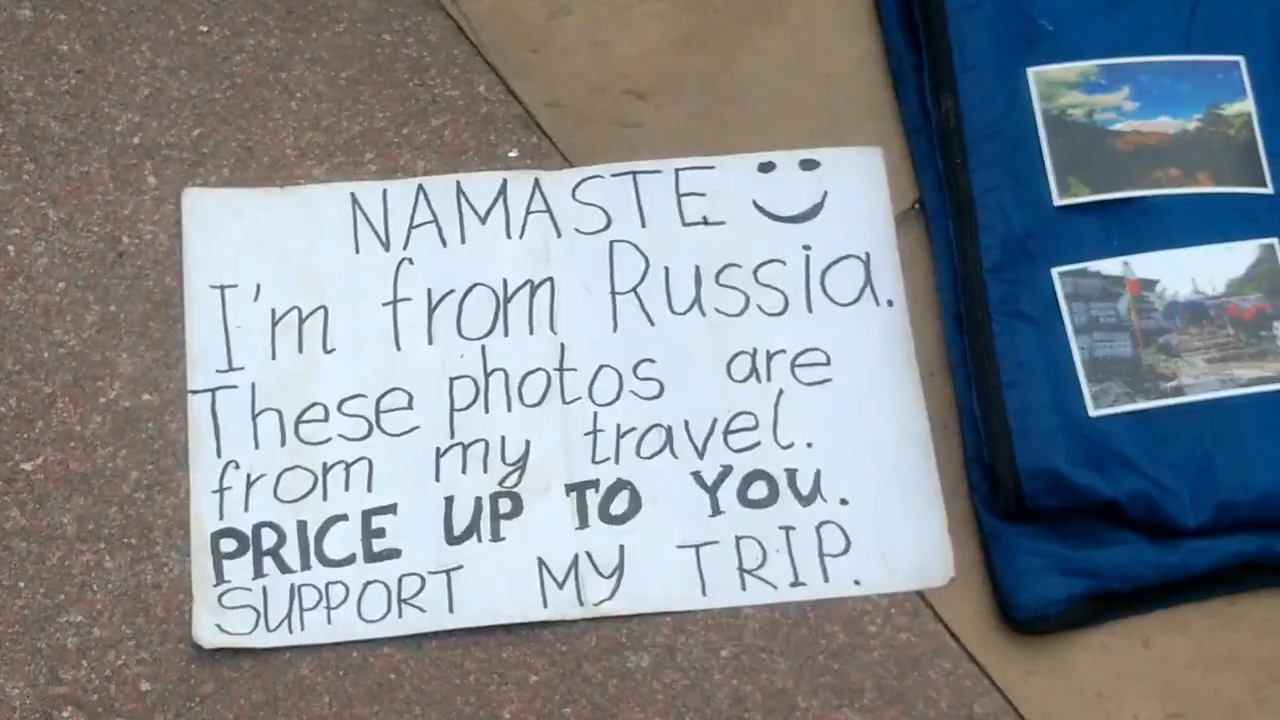 NAMASTE
I'm from Russia.
These photos are
from my travel.
PRICE UP TO YOU.
SUPPORT MY TRIP.